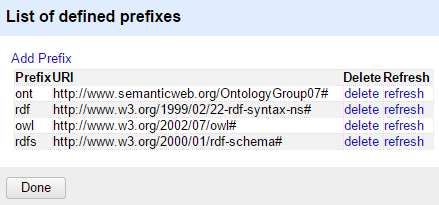 List of defined prefixes
Add Prefix
Prefix URI Delete Refresh
ont http://www.semanticweb.org/OntologyGroup07# delete refresh
rdf http://www.w3.org/1999/02/22-rdf-syntax-ns# delete refresh
owl http://www.w3.org/2002/07/owl# delete refresh
rdfs http://www.w3.org/2000/01/rdf-schema# delete refresh
Done